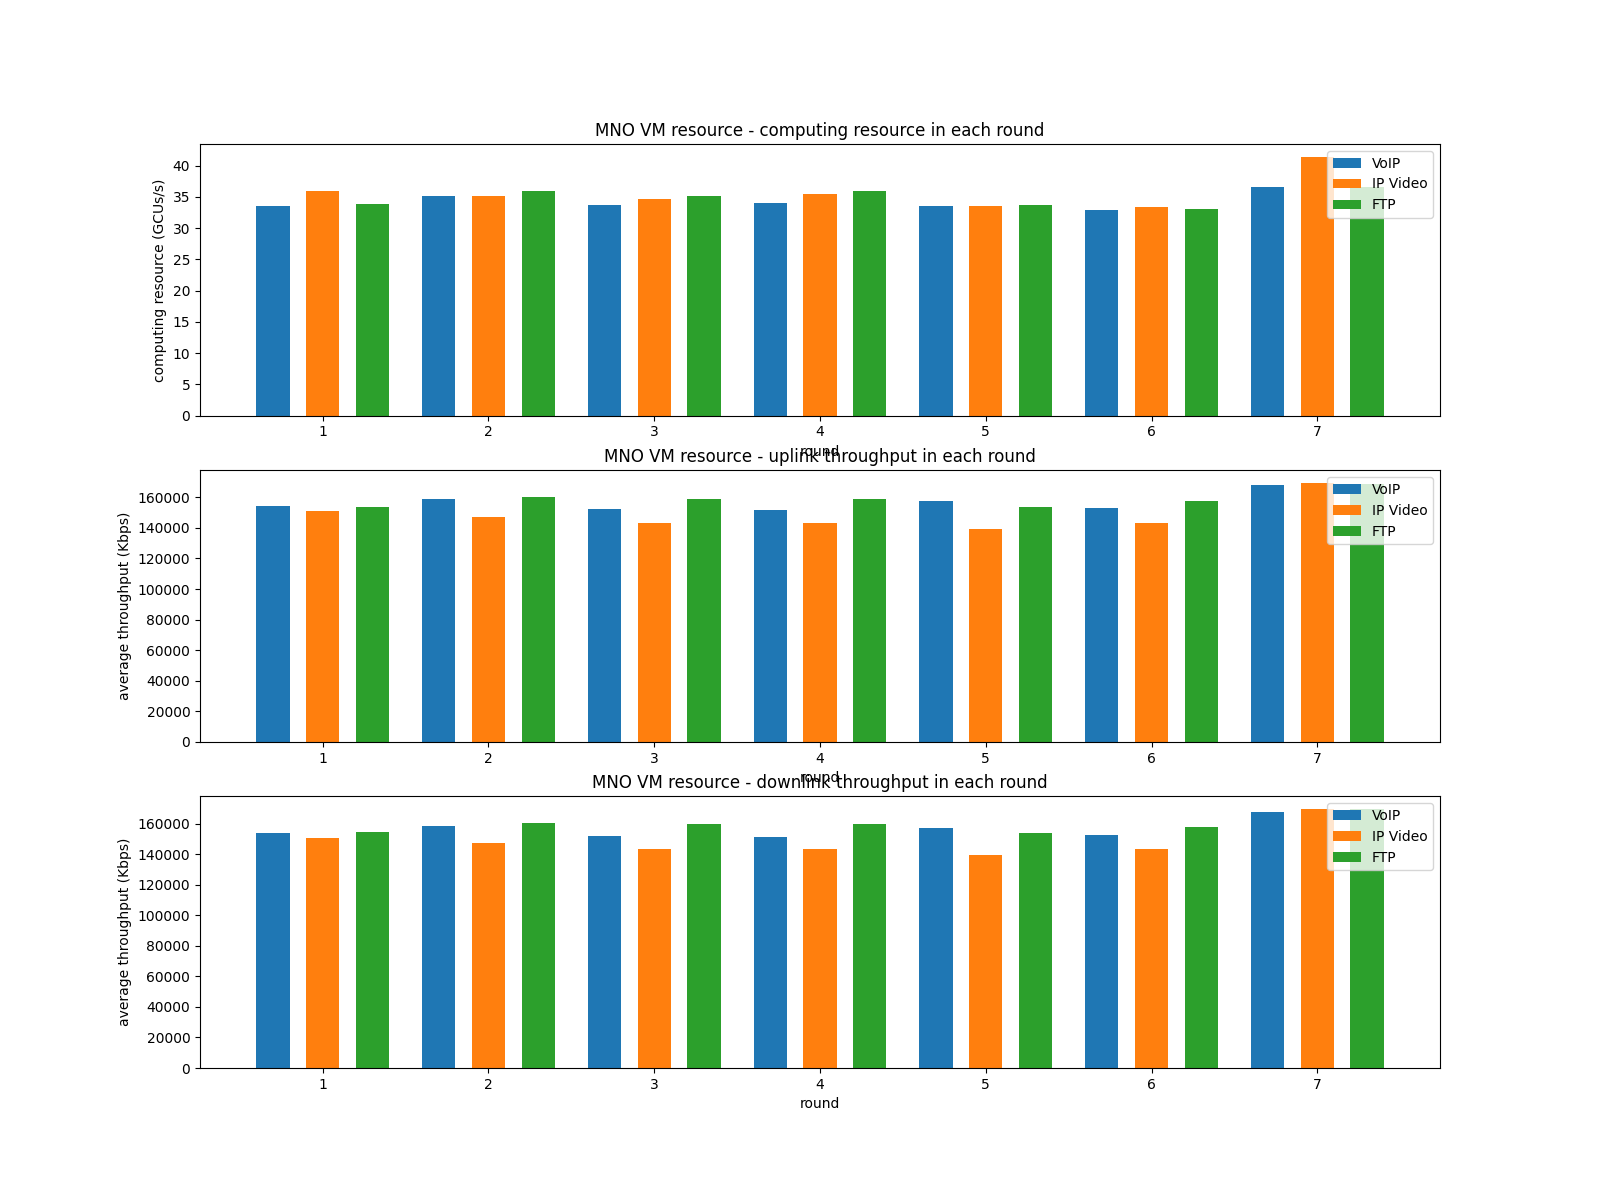 MNO VM resource - computing resource in each round
computing resource (GCUs/s)
40
35
30
25
20
15
10
5
0
VoIP
IP Video
FTP
1 2 3 4 5 6 7
round
MNO VM resource - uplink throughput in each round
average throughput (Kbps)
160000
140000
120000
100000
80000
60000
40000
20000
0
VoIP
IP Video
FTP
1 2 3 4 5 6 7
round
MNO VM resource - downlink throughput in each round
average throughput (Kbps)
160000
140000
120000
100000
80000
60000
40000
20000
0
VoIP
IP Video
FTP
1 2 3 4 5 6 7
round